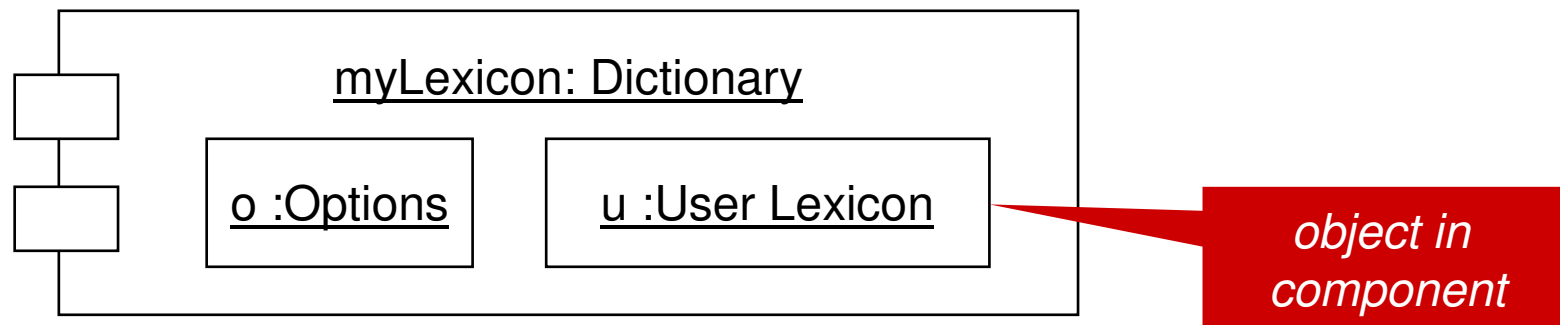 myLexicon: Dictionary
o :Options
u :User Lexicon
object in
component